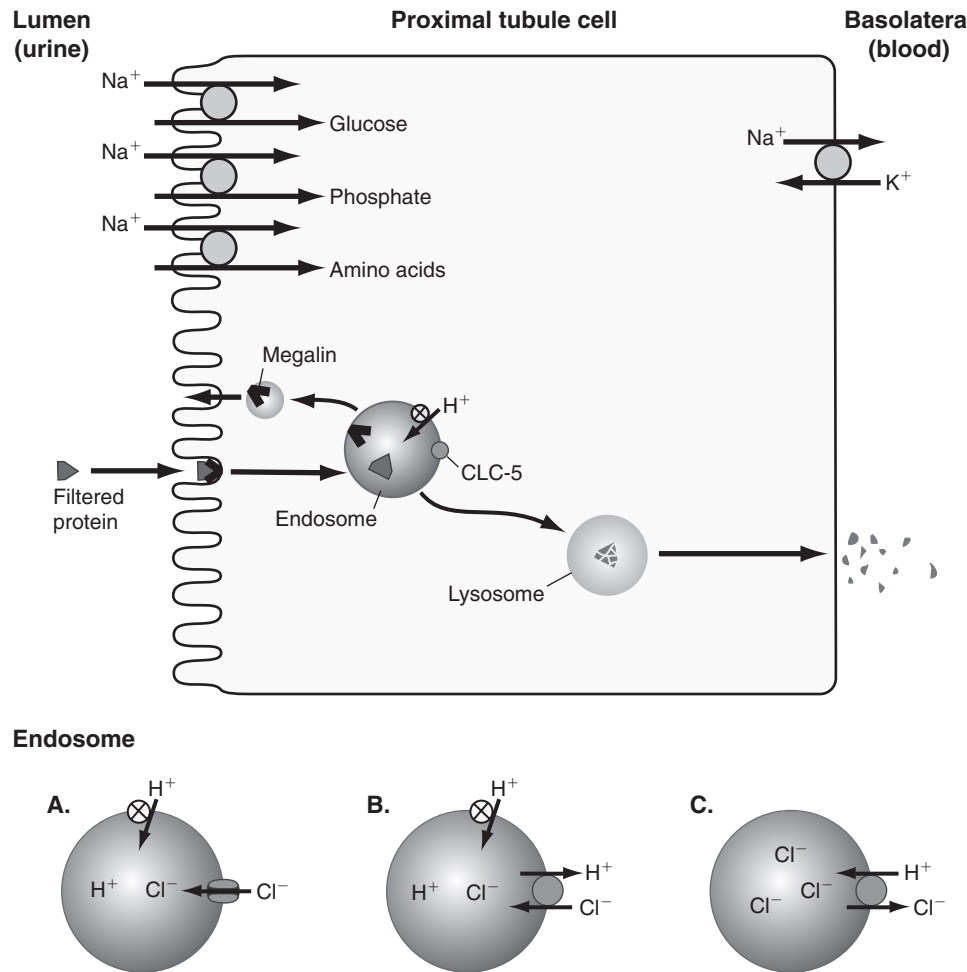 Lumen
(urine)
Proximal tubule cell
Basolatera
(blood)
Na⁺
Glucose
Na⁺
Phosphate
Na⁺
Amino acids
Na⁺
K⁺
Megalin
H⁺
CLC-5
Filtered
protein
Endosome
Lysosome
Endosome
A.
H⁺
H⁺
Cl⁻
Cl⁻
B.
H⁺
H⁺
H⁺
Cl⁻
Cl⁻
C.
Cl⁻
H⁺
Cl⁻
Cl⁻
Cl⁻